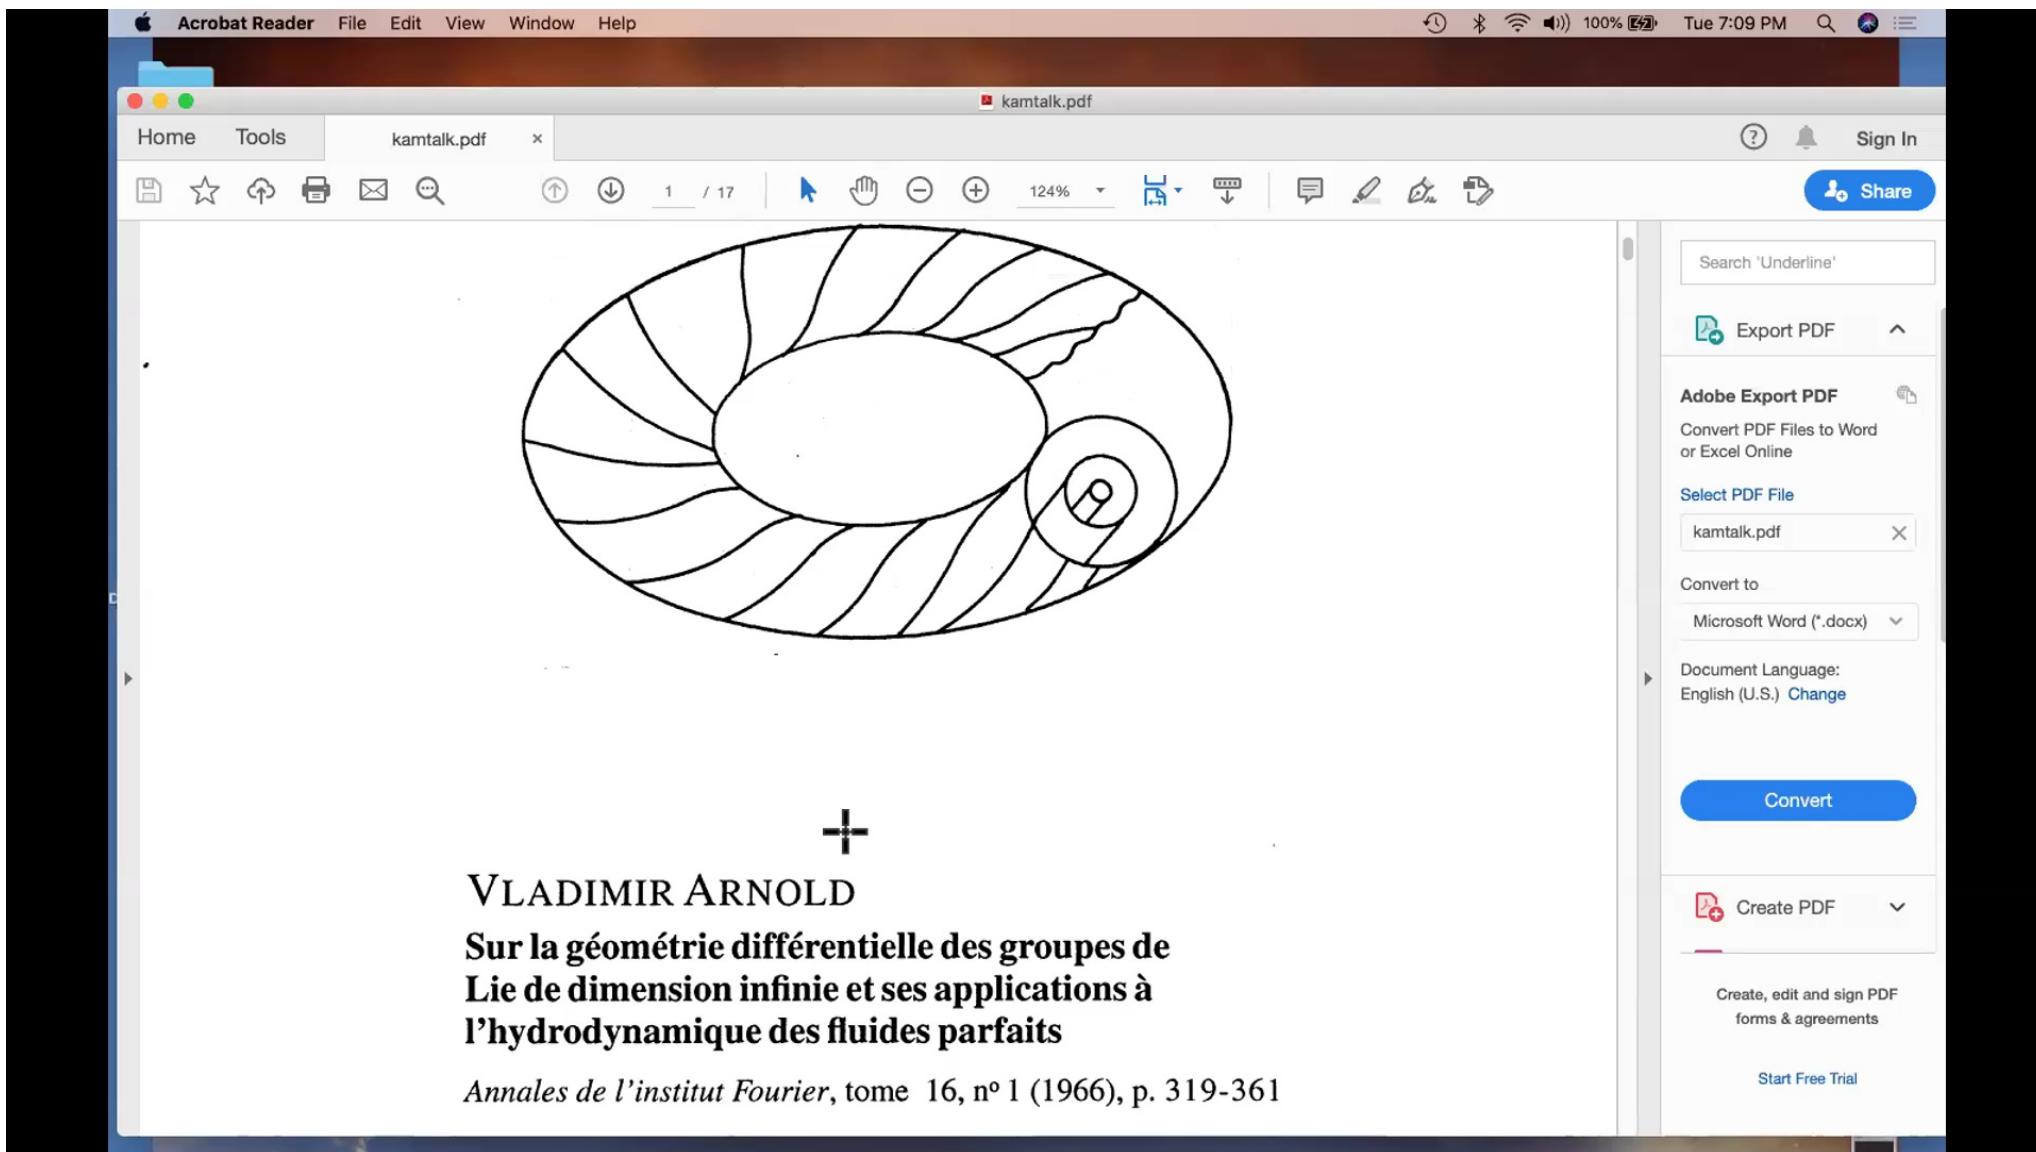 Acrobat Reader File Edit View Window Help 100% Tue 7:09 PM
kamtalk.pdf
Home Tools kamtalk.pdf × Sign In
1 / 17 124% Share
Search 'Underline'
Export PDF
Adobe Export PDF
Convert PDF Files to Word
or Excel Online
Select PDF File
kamtalk.pdf
Convert to
Microsoft Word (*.docx)
Document Language:
English (U.S.) Change
Convert
Create PDF
Create, edit and sign PDF
forms & agreements
Start Free Trial
VLADIMIR ARNOLD
Sur la géométrie différentielle des groupes de
Lie de dimension infinie et ses applications à
l'hydrodynamique des fluides parfaits
Annales de l'institut Fourier, tome 16, nº 1 (1966), p. 319-361